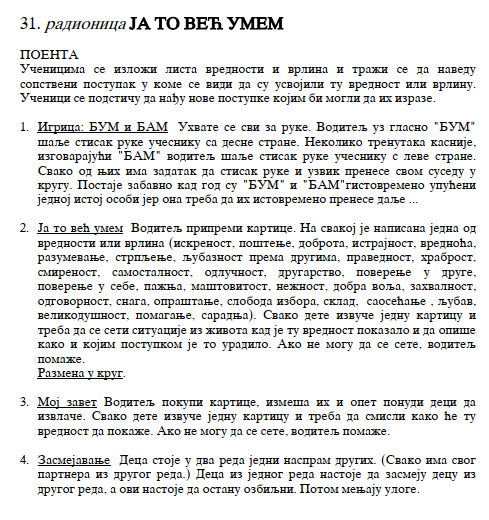 31. радионица ЈА ТО ВЕЋ УМЕМ
ПОЕНТА
Ученицима се изложи листа вредности и врлина и тражи се да наведу
сопствени поступак у коме се види да су усвојили ту вредност или врлину.
Ученици се подстичу да нађу нове поступке којим би могли да их изразе.
1. Игрица: БУМ и БАМ Ухвате се сви за руке. Водитељ уз гласно "БУМ"
шаље стисак руке ученику са десне стране. Неколико тренутака касније,
изговарајући "БАМ" водитељ шаље стисак руке ученику с леве стране.
Свако од њих има задатак да стисак руке и узвик пренесе свом суседу у
кругу. Постаје забавно кад год су "БУМ" и "БАМ"гистовремено упућени
једној истој особи јер она треба да их истовремено пренесе даље ...
2. Ја то већ умем Водитељ припреми картице. На свакој је написана једна од
вредности или врлина (искреност, поштење, доброта, истрајност, вредноћа,
разумевање, стрпљење, љубазност према другима, праведност, храброст,
смиреност, самосталност, одлучност, другарство, поверење у друге,
поверење у себе, пажња, маштовитост, нежност, добра воља, захвалност,
одговорност, снага, опраштање, слобода избора, склад, саосећање , љубав,
великодушност, помагање, сарадња). Свако дете извуче једну картицу и
треба да се сети ситуације из живота кад је ту вредност показало и да опише
како и којим поступком је то урадило. Ако не могу да се сете, водитељ
помаже.
Размена у круг.
3. Мој завет Водитељ покупи картице, измеша их и опет понуди деци да
извлаче. Свако дете извуче једну картицу и треба да смисли како ће ту
вредност да покаже. Ако не могу да се сете, водитељ помаже.
4. Засмејавање Деца стоје у два реда једни наспрам других. (Свако има свог
партнера из другог реда.) Деца из једног реда настоје да засмеју децу из
другог реда, а ови настоје да остану озбиљни. Потом мењају улоге.